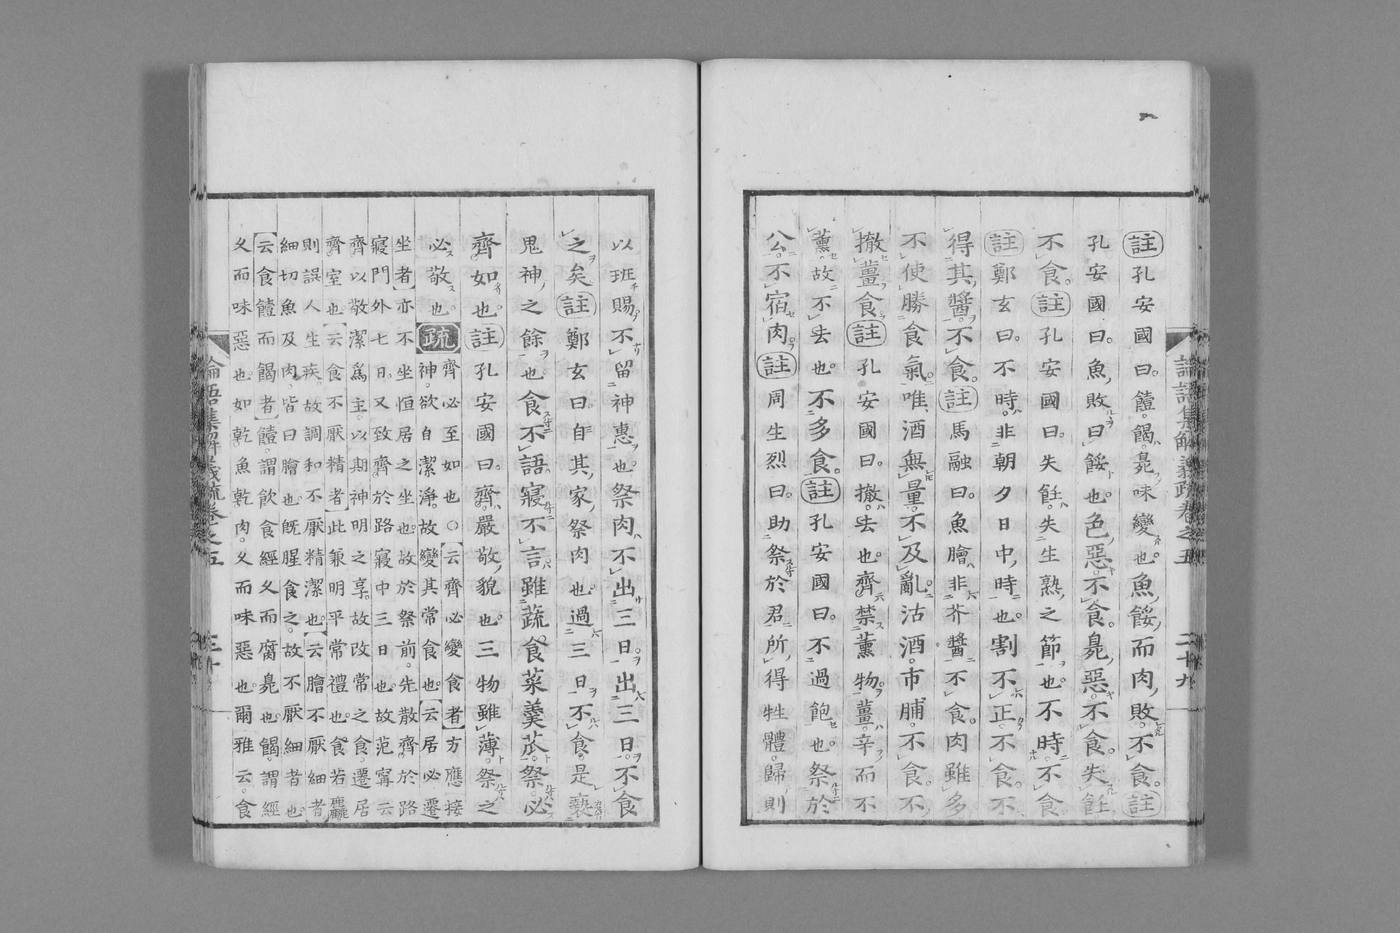 註孔安國曰饐餲臭味變也魚餒而肉敗不食註
孔安國曰魚敗曰餒也色惡不食臭惡不食失飪
不食註孔安國曰失飪失生熟之節也不時不食
註鄭玄曰不時非朝夕日中時也割不正不食不
得其醬不食註馬融曰魚膾非芥醬不食肉雖多
不使勝食氣唯酒無量不及亂沽酒市脯不食不
撤薑食註孔安國曰撤去也齊禁薰物薑辛而不
薰故不去也不多食註孔安國曰不過飽也祭於
公不宿肉註周生烈曰助祭於君所得牲體歸則
論語集解義疏卷之五 二十九
以班賜不留神惠也祭肉不出三日出三日不食
之矣註鄭玄曰自其家祭肉也過三日不食是褻
鬼神之餘也食不語寢不言雖蔬食菜羹苽祭必
齊如也註孔安國曰齊嚴敬貌也三物雖薄祭之
必敬也疏
齊必至如也○云齊必變食者方應接
神欲自潔淨故變其常食也云居必遷
坐者亦不坐恒居之坐也故於祭前先散齊於路
寢門外七日又致齊於路寢中三日也故范甯云
齊以敬潔爲主以期神明之享故改常之食遷居
齊室也云食不厭精者此兼明平常禮也食若麤
則誤人生疾故調和不厭精潔也云膾不厭細者
細切魚及肉皆曰膾也既腥食之故不厭細者也
云食饐而餲者饐謂飲食經久而腐臭也餲謂經
久而味惡也如乾魚乾肉久而味惡也爾雅云食
論語集解義疏卷之五